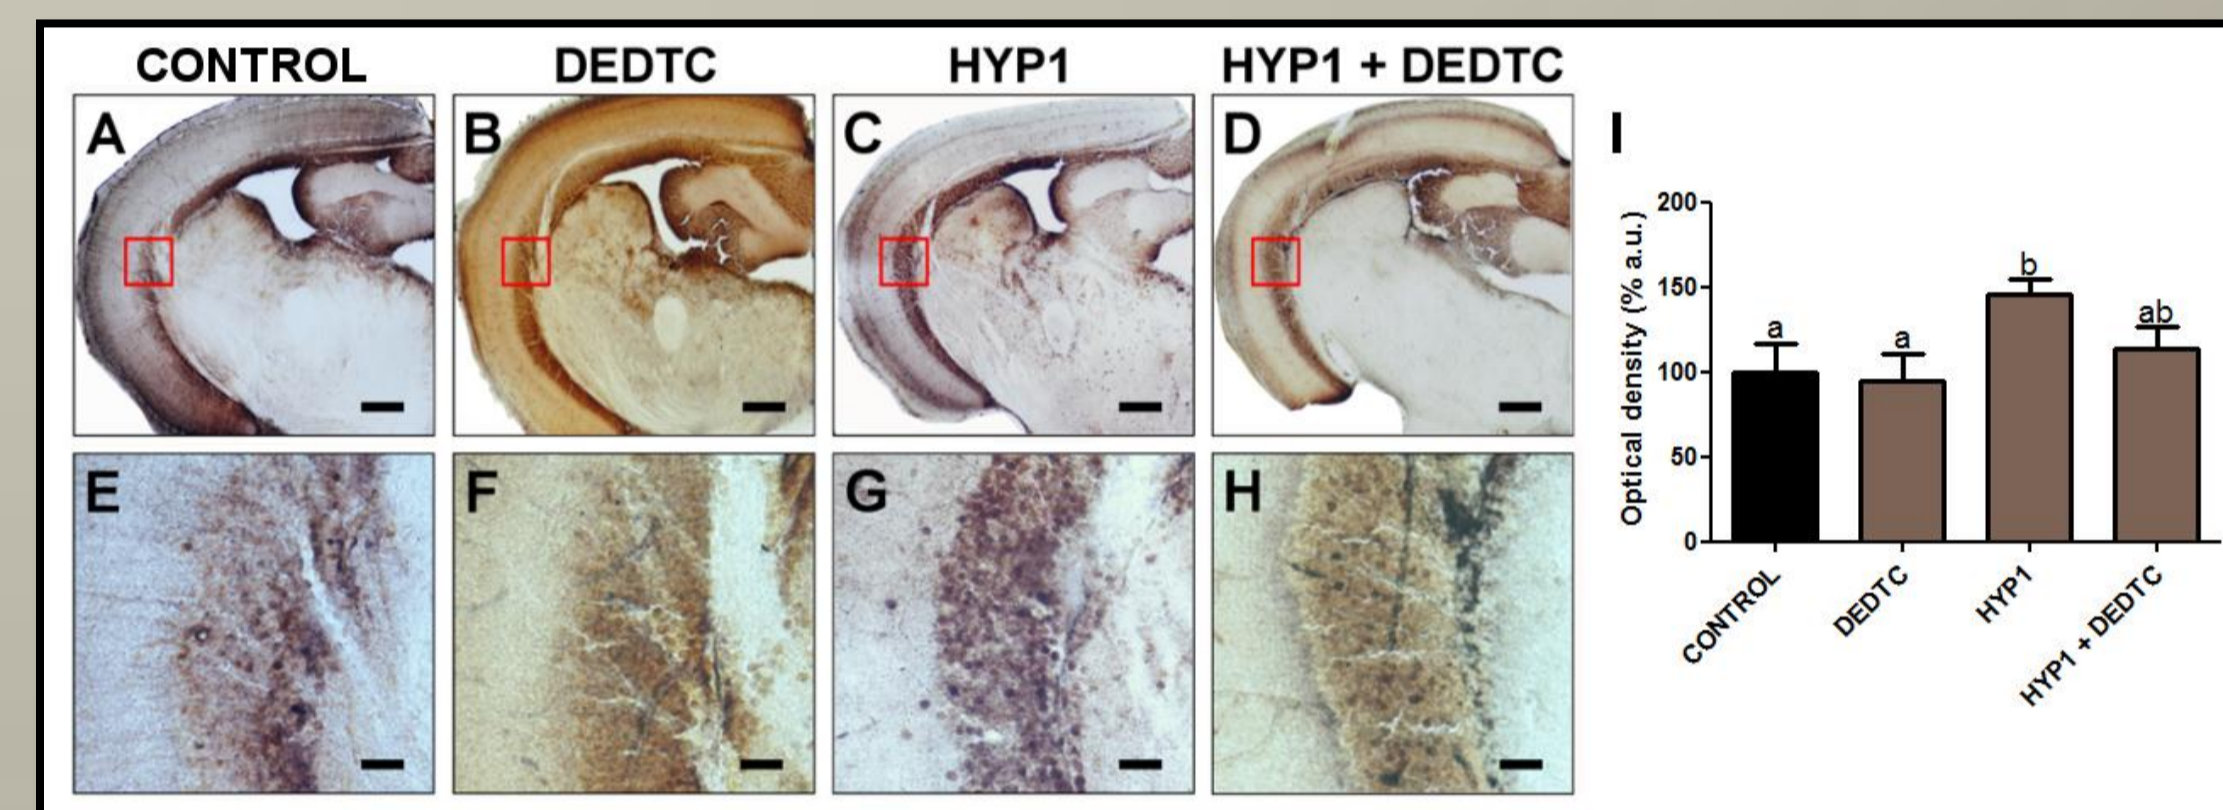 CONTROL DEDTC HYP1 HYP1 + DEDTC
A B C D
E F G H
I
200
150
100
50
0
Optical density (% a.u.)
a a b ab
CONTROL DEDTC HYP1 HYP1 + DEDTC